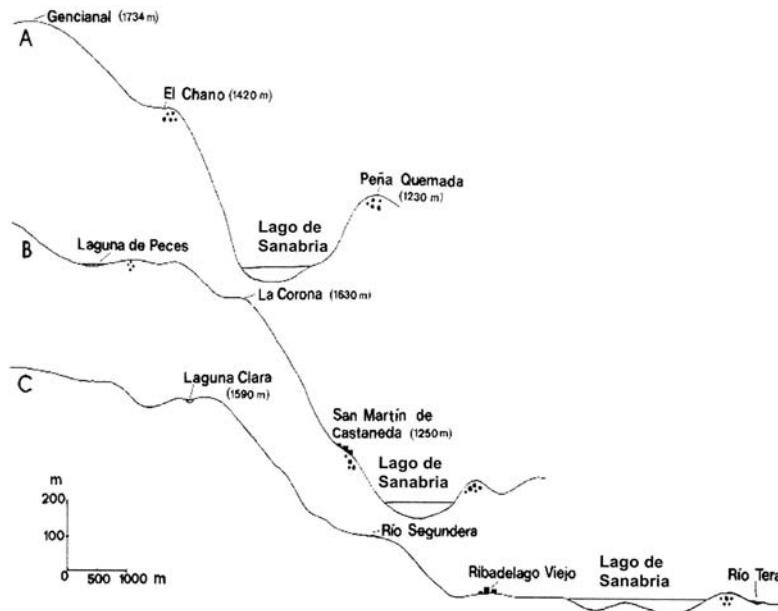 Gencianal (1734 m)
A
El Chano (1420 m)
Peña Quemada
(1230 m)
Lago de
Sanabria
B
Laguna de Peces
La Corona (1630 m)
C
Laguna Clara
(1590 m)
San Martín de
Castaneda (1250 m)
Lago de
Sanabria
m
200
100
0 500 1000 m
Río Segundera
Ribadelago Viejo
Lago de
Sanabria
Río Tera